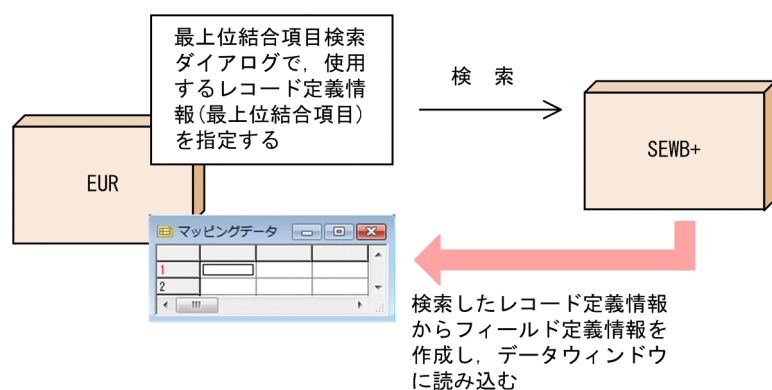 最上位結合項目検索
ダイアログで，使用
するレコード定義情
報(最上位結合項目)
を指定する
検 索
EUR
SEWB+
マッピングデータ
1
2
検索したレコード定義情報
からフィールド定義情報を
作成し，データウィンドウ
に読み込む